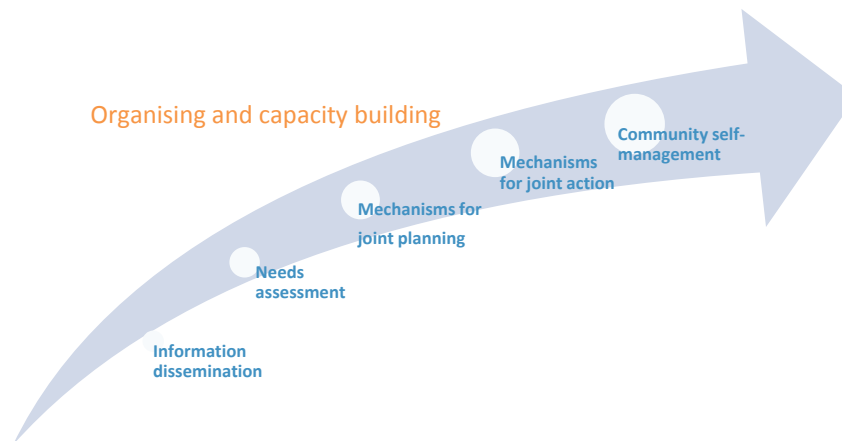 Organising and capacity building
Community self-
management
Mechanisms
for joint action
Mechanisms for
joint planning
Needs
assessment
Information
dissemination